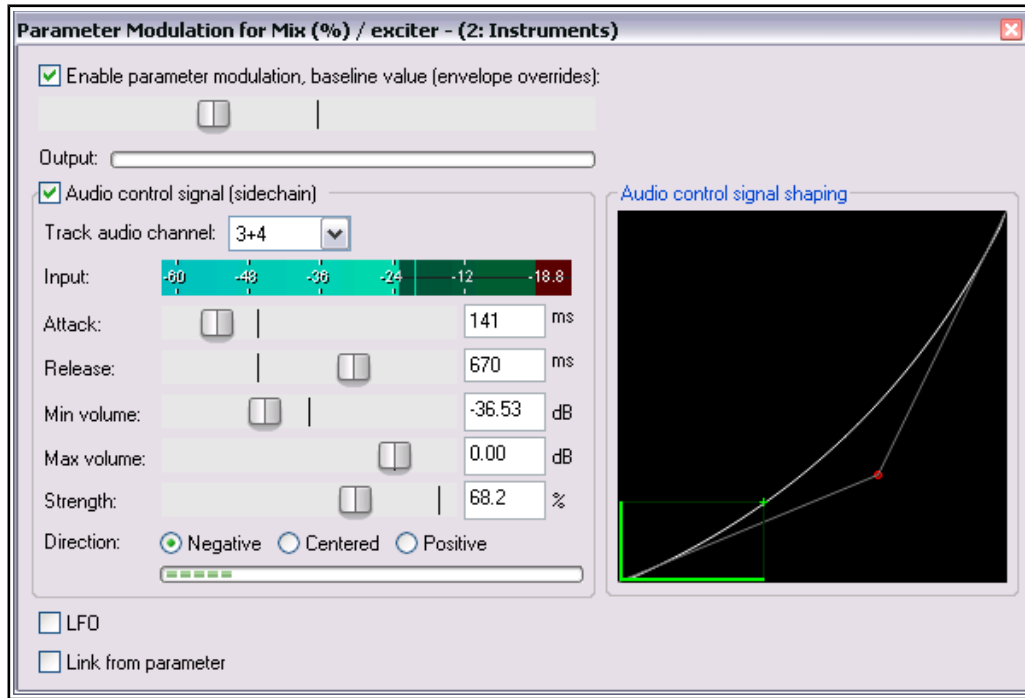 Parameter Modulation for Mix (%) / exciter - (2: Instruments)
Enable parameter modulation, baseline value (envelope overrides):
Output:
Audio control signal (sidechain)
Audio control signal shaping
Track audio channel: 3+4
Input: -60 -48 -36 -24 -12 -18.8
Attack: 141 ms
Release: 670 ms
Min volume: -36.53 dB
Max volume: 0.00 dB
Strength: 68.2 %
Direction: Negative Centered Positive
LFO
Link from parameter